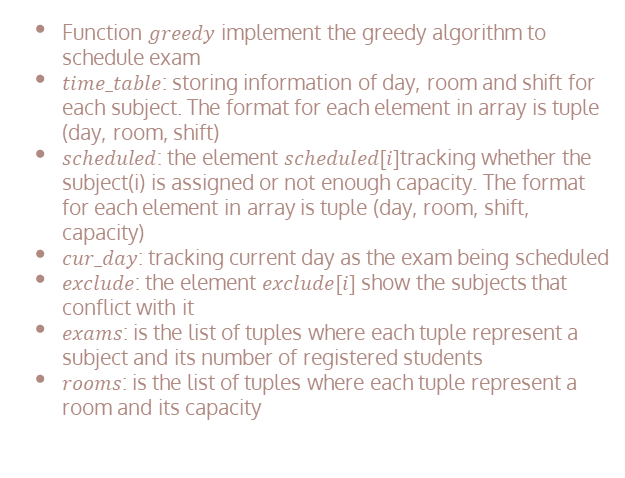 • Function greedy implement the greedy algorithm to
schedule exam
• time_table: storing information of day, room and shift for
each subject. The format for each element in array is tuple
(day, room, shift)
• scheduled: the element scheduled[i]tracking whether the
subject(i) is assigned or not enough capacity. The format
for each element in array is tuple (day, room, shift,
capacity)
• cur_day: tracking current day as the exam being scheduled
• exclude: the element exclude[i] show the subjects that
conflict with it
• exams: is the list of tuples where each tuple represent a
subject and its number of registered students
• rooms: is the list of tuples where each tuple represent a
room and its capacity